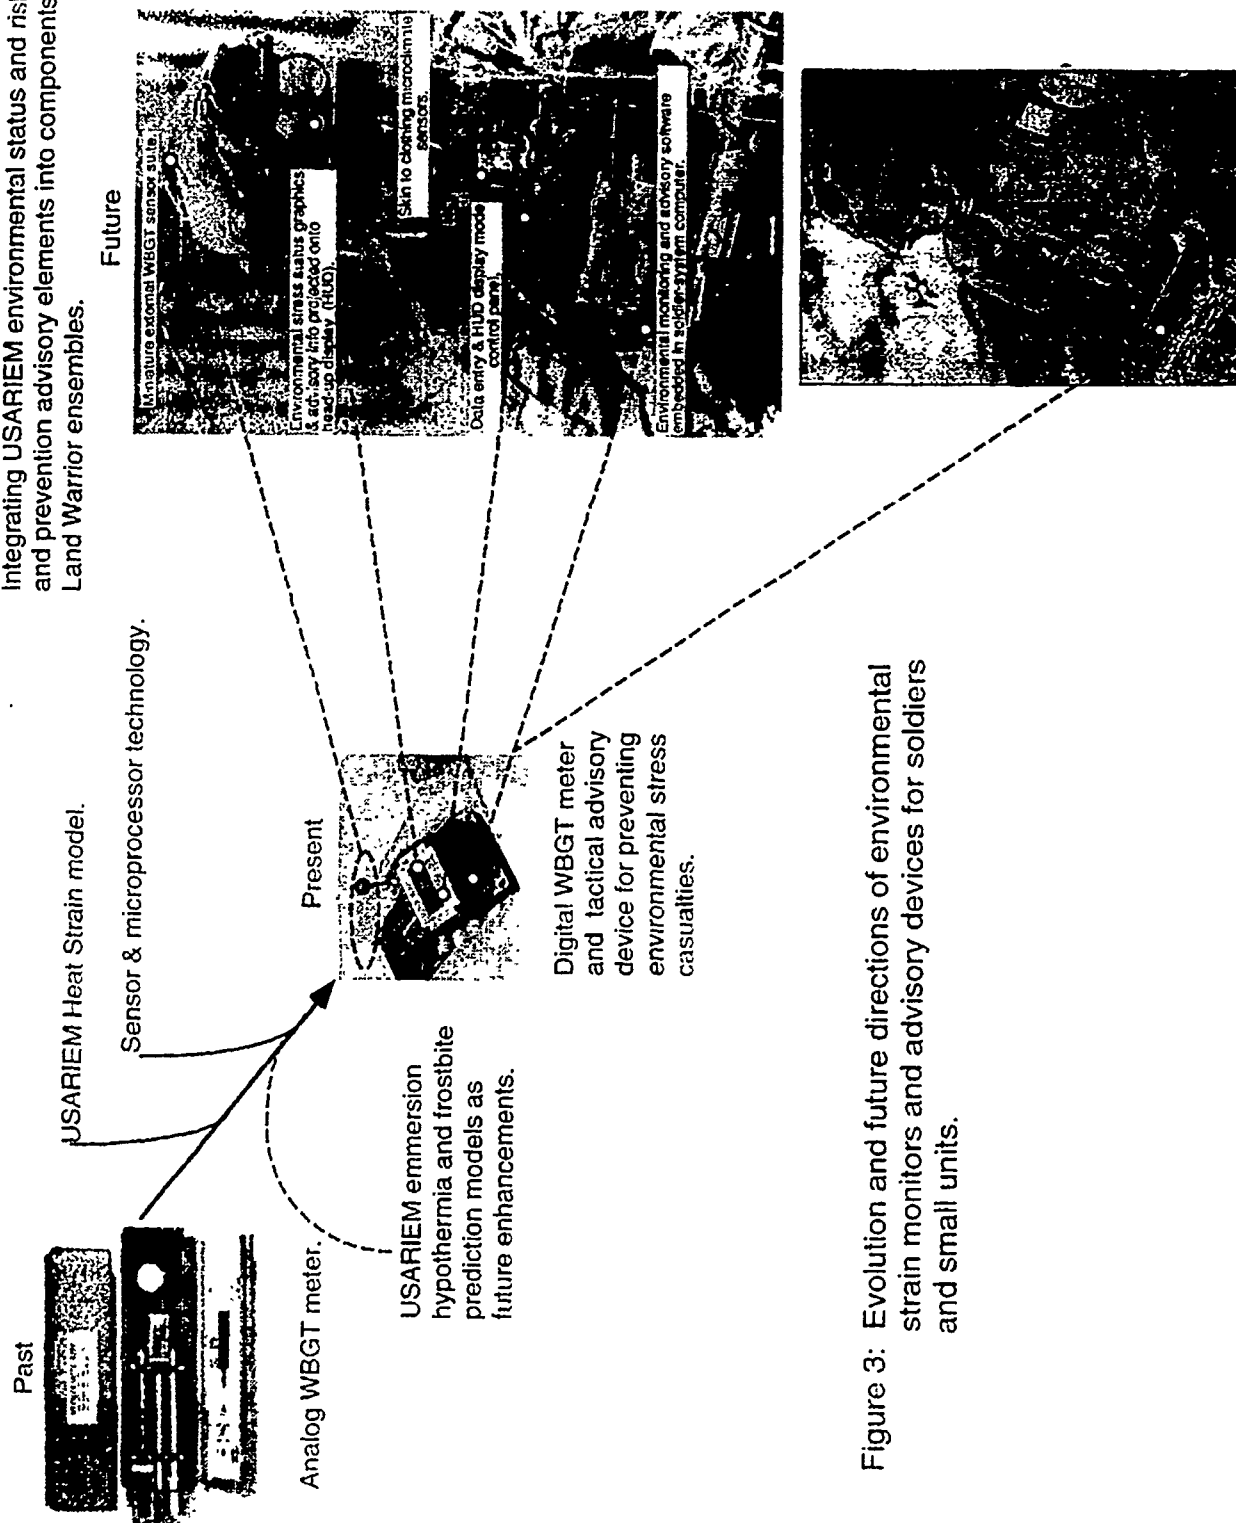 Past
Analog WBGT meter.
USARIEM Heat Strain model.
Sensor & microprocessor technology.
USARIEM emmersion
hypothermia and frostbite
prediction models as
future enhancements.
Present
Digital WBGT meter
and tactical advisory
device for preventing
environmental stress
casualties.
Integrating USARIEM environmental status and risk
and prevention advisory elements into components
Land Warrior ensembles.
Future
Miniature external WBGT sensor suite.
Environmental stress status graphics
& advisory info projected onto
head-up display (HUD).
Skin to clothing microclimate
sensors.
Data entry & HUD display mode
control panel.
Environmental monitoring and advisory software
embedded in soldier-system computer.
Figure 3: Evolution and future directions of environmental
strain monitors and advisory devices for soldiers
and small units.